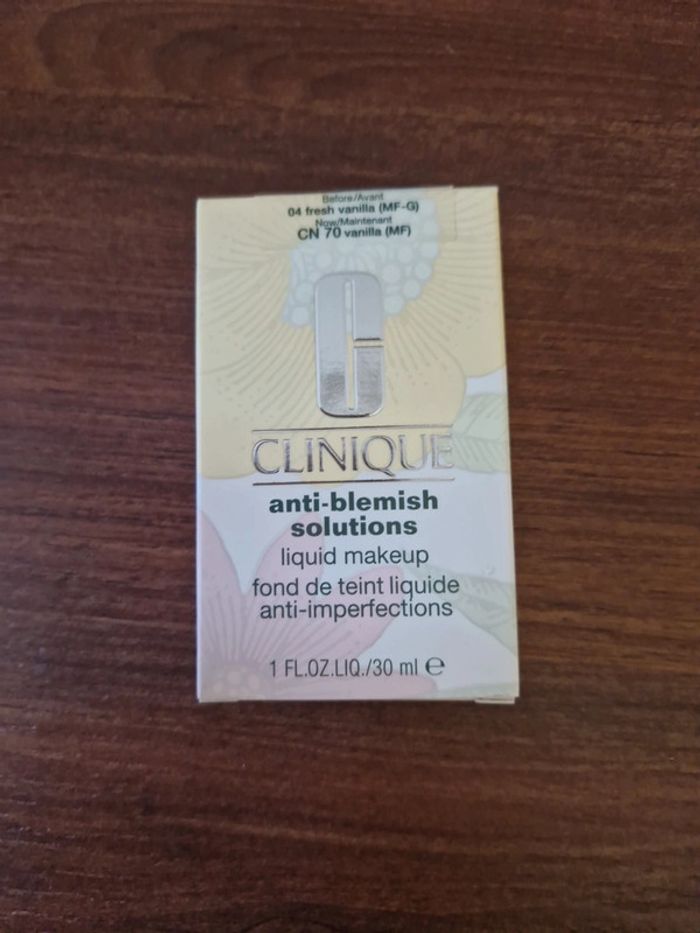 Before/Avant
04 fresh vanilla (MF-G)
Now/Maintenant
CN 70 vanilla (MF)
CLINIQUE
anti-blemish
solutions
liquid makeup
fond de teint liquide
anti-imperfections
1 FL.OZ.LIQ./30 ml ℮